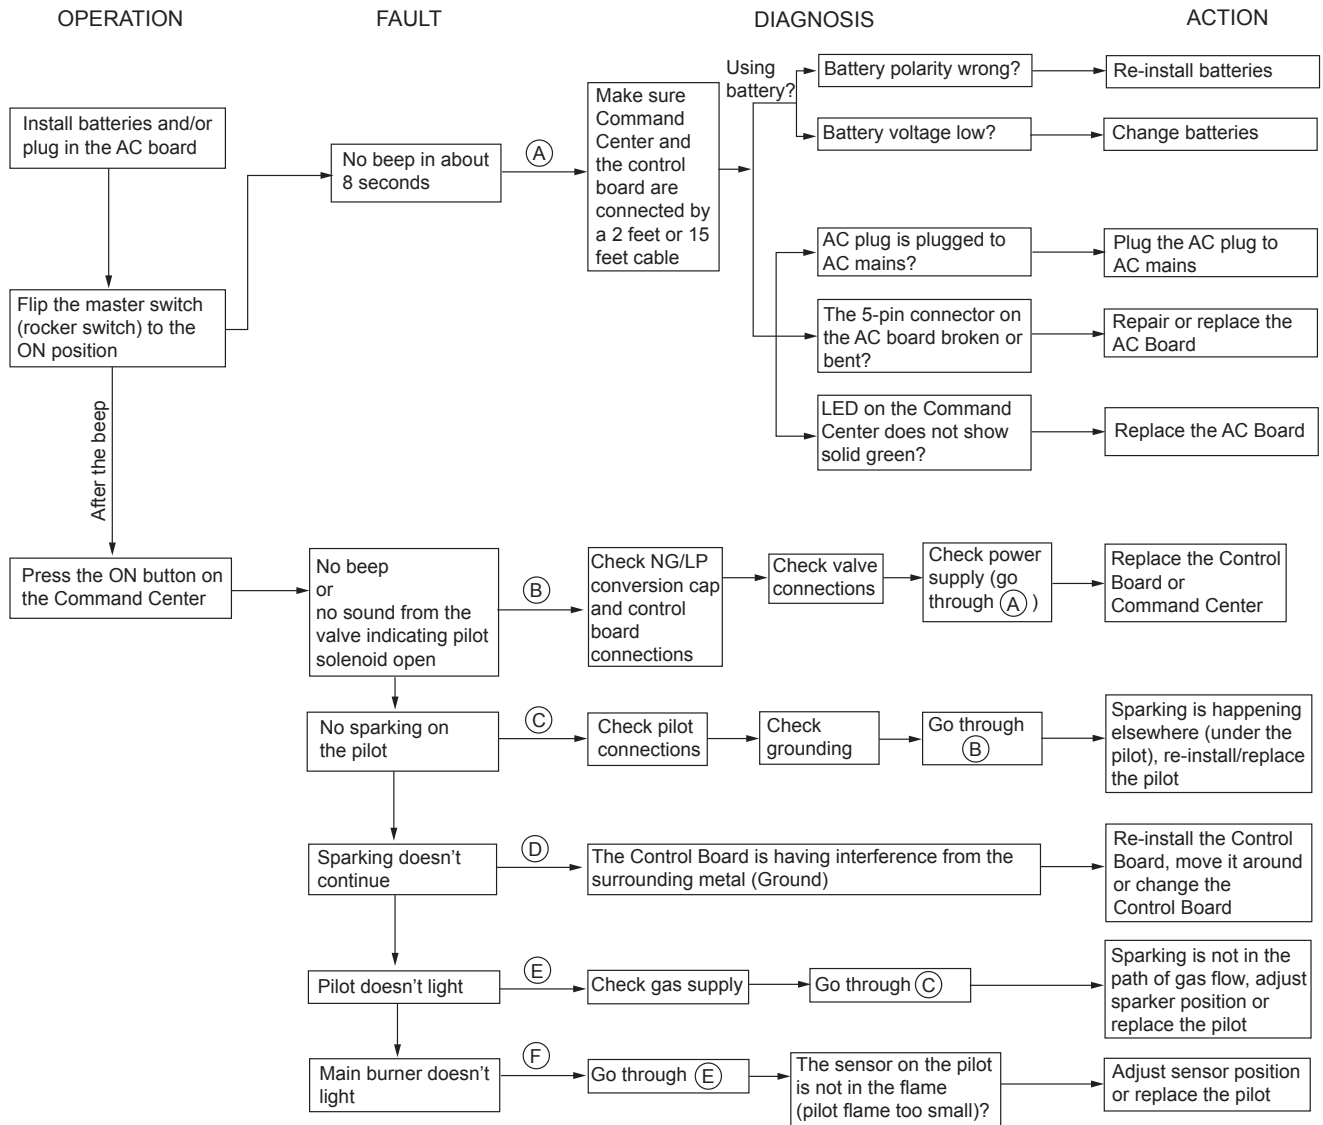 OPERATION
FAULT
DIAGNOSIS
ACTION
Install batteries and/or
plug in the AC board
Flip the master switch
(rocker switch) to the
ON position
After the beep
No beep in about
8 seconds
A
Make sure
Command
Center and
the control
board are
connected by
a 2 feet or 15
feet cable
Using
battery?
Battery polarity wrong?
Re-install batteries
Battery voltage low?
Change batteries
AC plug is plugged to
AC mains?
Plug the AC plug to
AC mains
The 5-pin connector on
the AC board broken or
bent?
Repair or replace the
AC Board
LED on the Command
Center does not show
solid green?
Replace the AC Board
Press the ON button on
the Command Center
No beep
or
no sound from the
valve indicating pilot
solenoid open
B
Check NG/LP
conversion cap
and control
board
connections
Check valve
connections
Check power
supply (go
through A )
Replace the Control
Board or
Command Center
No sparking on
the pilot
C
Check pilot
connections
Check
grounding
Go through
B
Sparking is happening
elsewhere (under the
pilot), re-install/replace
the pilot
Sparking doesn't
continue
D
The Control Board is having interference from the
surrounding metal (Ground)
Re-install the Control
Board, move it around
or change the
Control Board
Pilot doesn't light
E
Check gas supply
Go through C
Sparking is not in the
path of gas flow, adjust
sparker position or
replace the pilot
Main burner doesn't
light
F
Go through E
The sensor on the pilot
is not in the flame
(pilot flame too small)?
Adjust sensor position
or replace the pilot